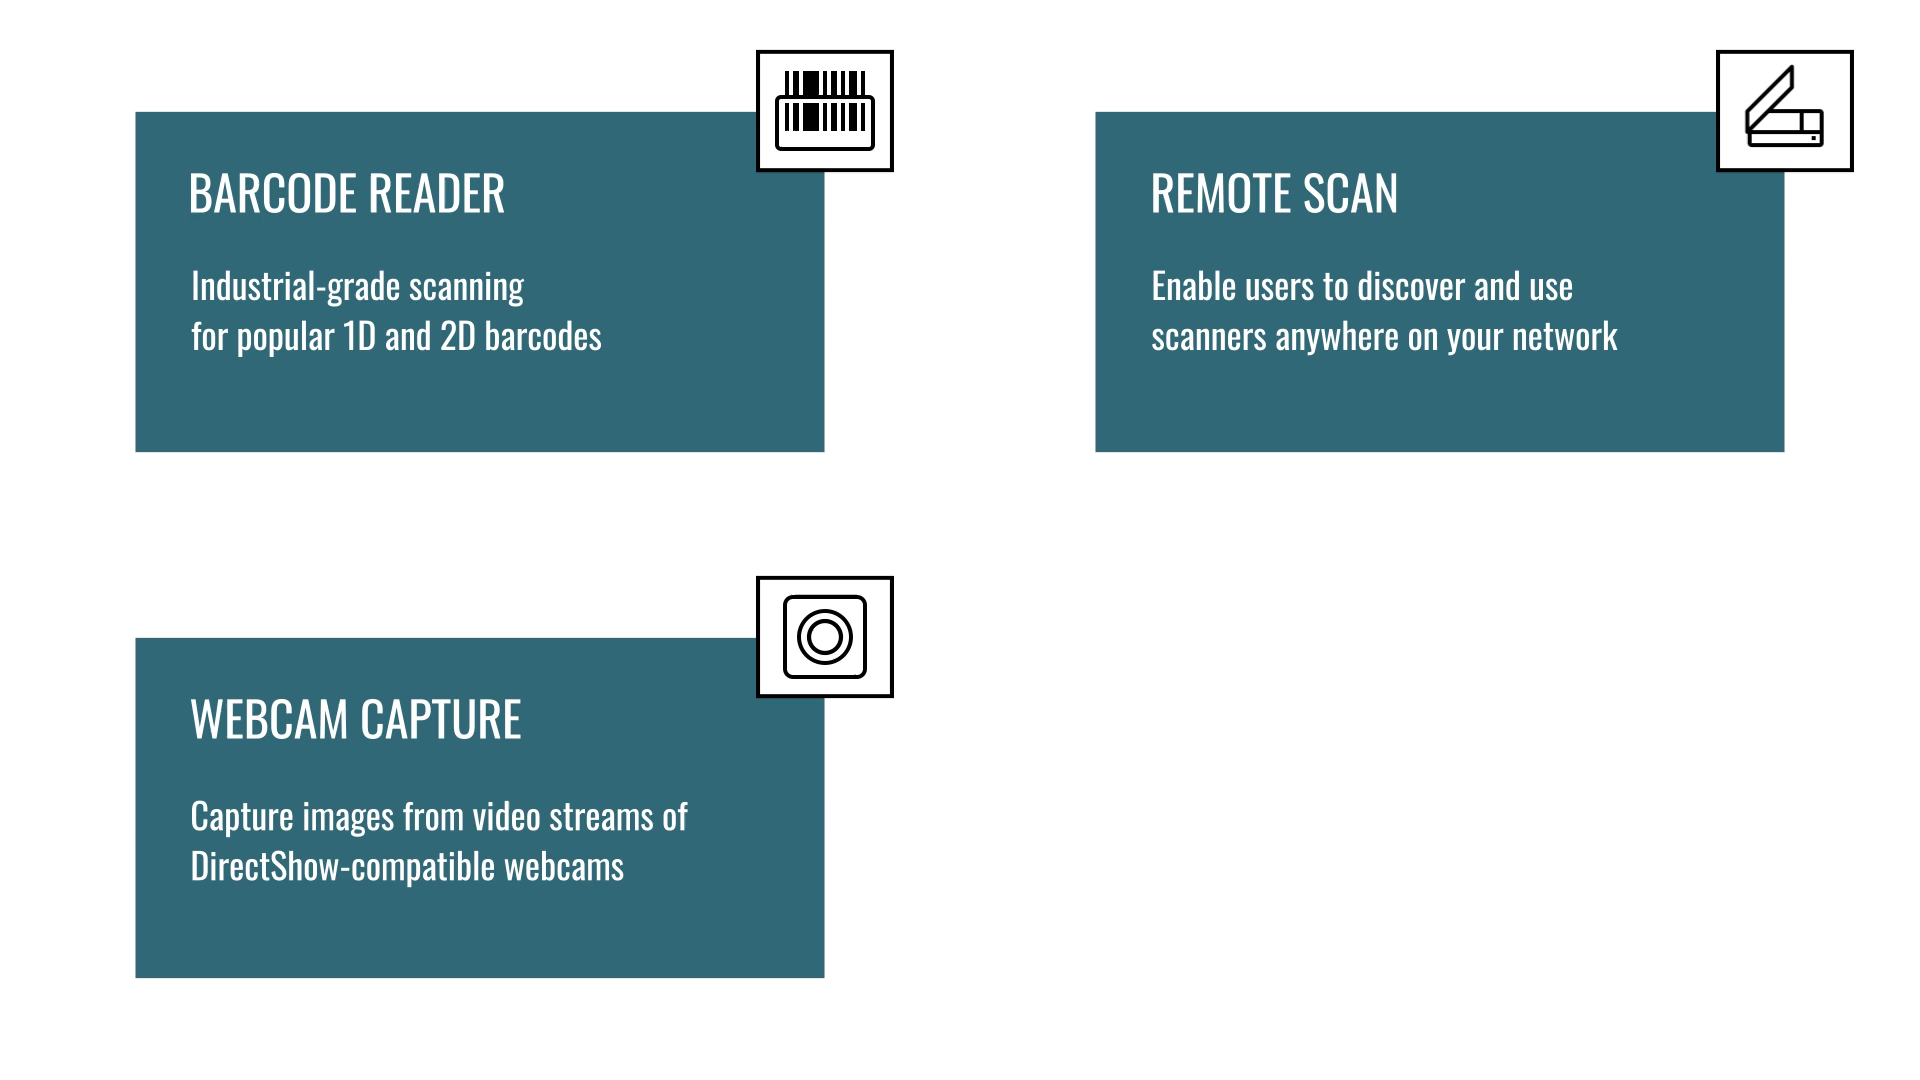 BARCODE READER
Industrial-grade scanning
for popular 1D and 2D barcodes
REMOTE SCAN
Enable users to discover and use
scanners anywhere on your network
WEBCAM CAPTURE
Capture images from video streams of
DirectShow-compatible webcams